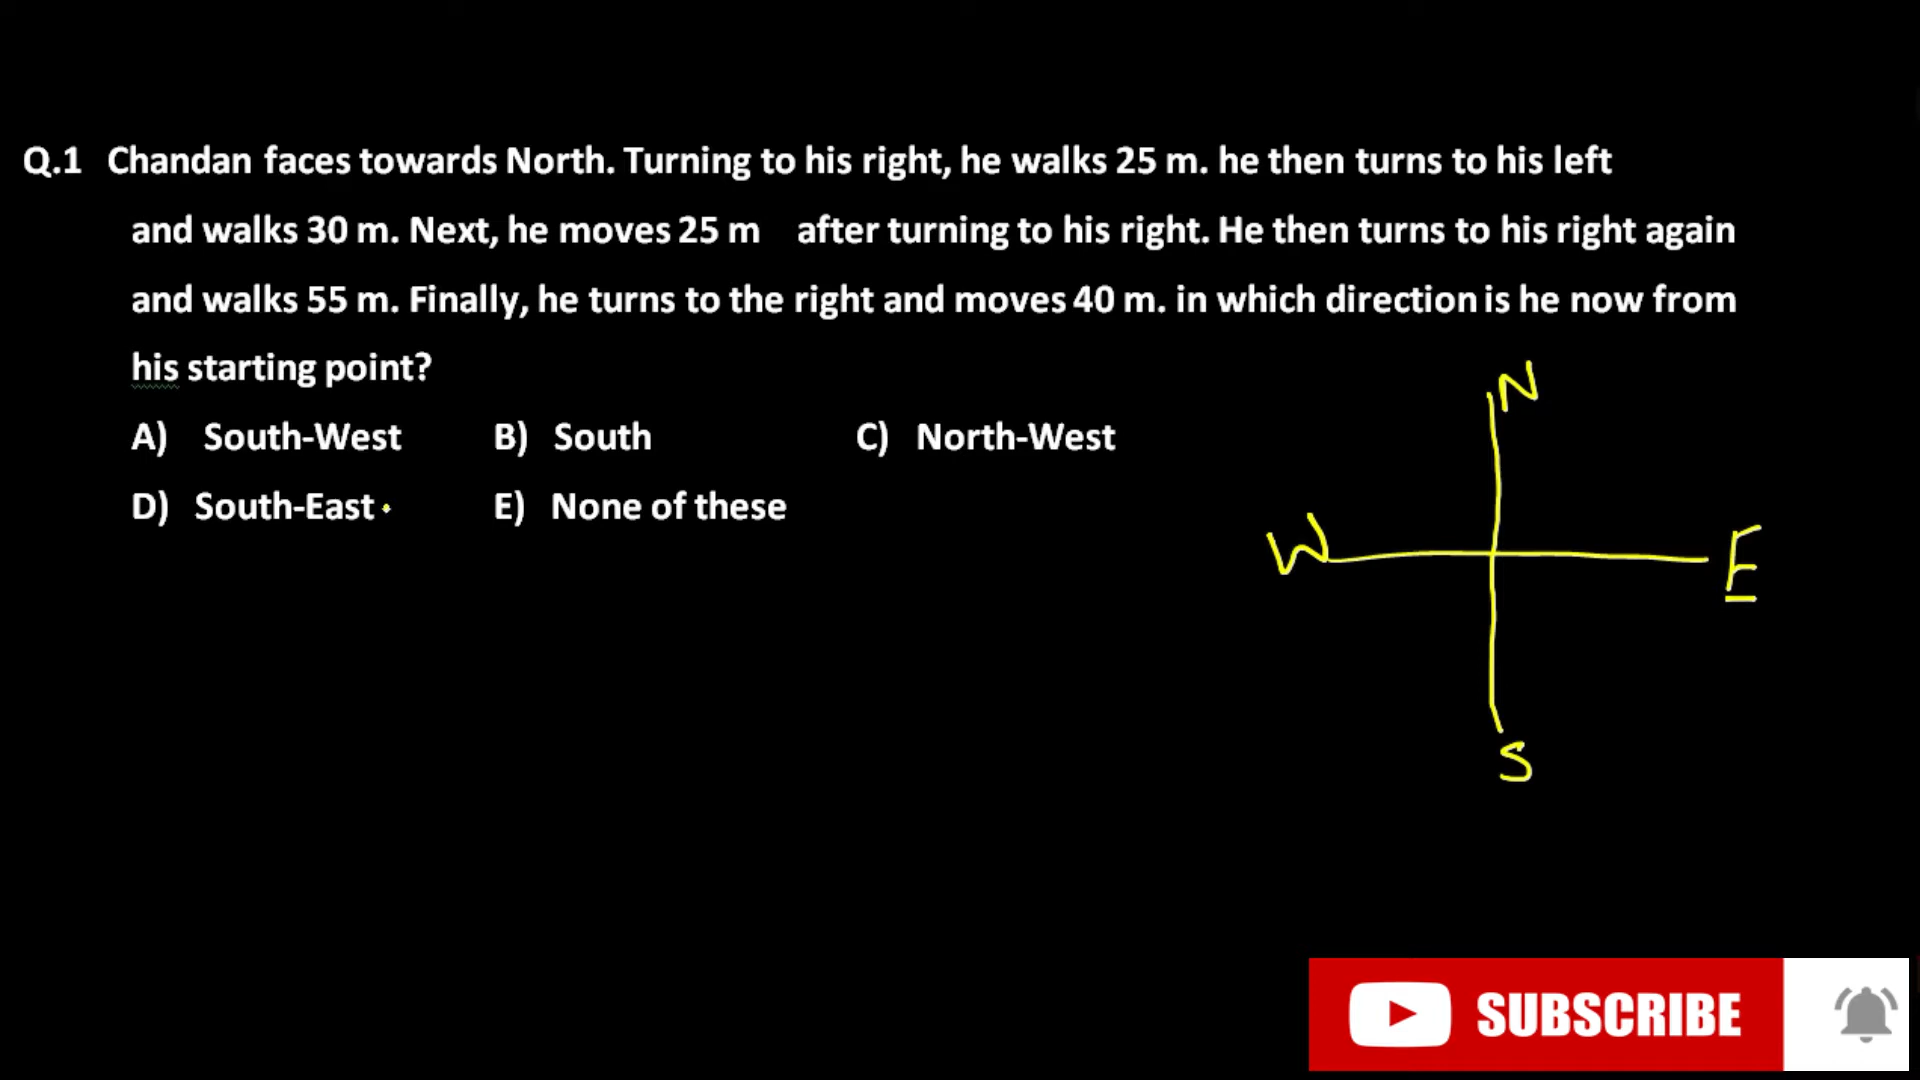 Q.1 Chandan faces towards North. Turning to his right, he walks 25 m. he then turns to his left
and walks 30 m. Next, he moves 25 m after turning to his right. He then turns to his right again
and walks 55 m. Finally, he turns to the right and moves 40 m. in which direction is he now from
his starting point?
A) South-West B) South C) North-West
D) South-East E) None of these
N
W
E
S
SUBSCRIBE